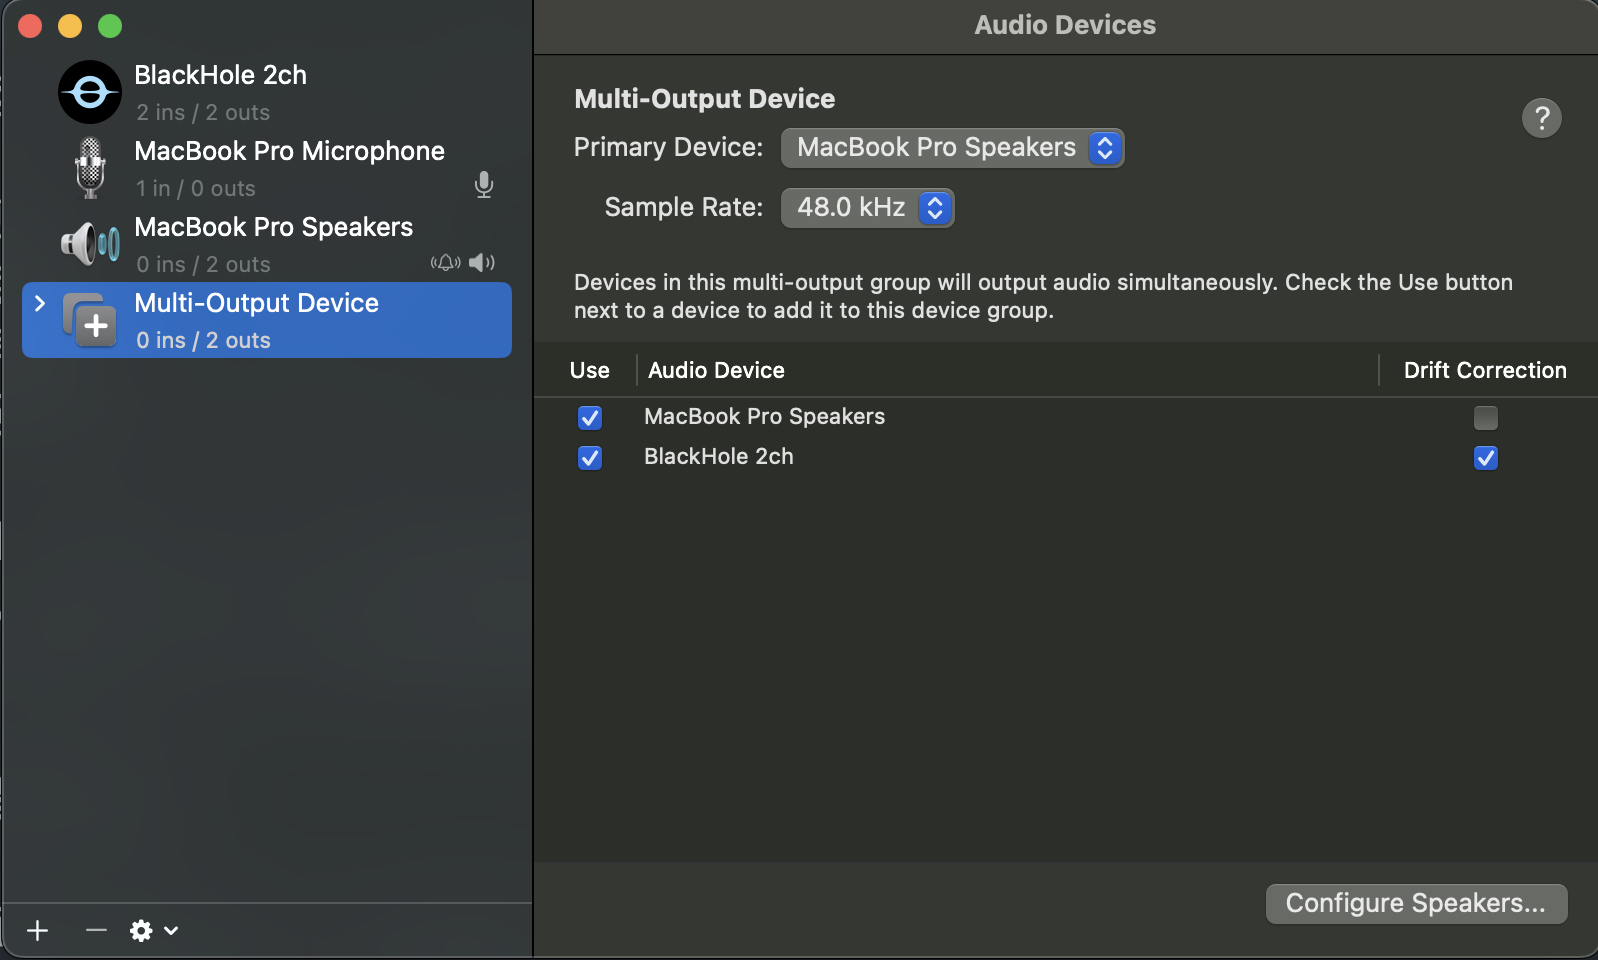 Audio Devices
BlackHole 2ch
2 ins / 2 outs
MacBook Pro Microphone
1 in / 0 outs
MacBook Pro Speakers
0 ins / 2 outs
Multi-Output Device
0 ins / 2 outs
Multi-Output Device
?
Primary Device: MacBook Pro Speakers
Sample Rate: 48.0 kHz
Devices in this multi-output group will output audio simultaneously. Check the Use button
next to a device to add it to this device group.
Use Audio Device Drift Correction
MacBook Pro Speakers
BlackHole 2ch
Configure Speakers...